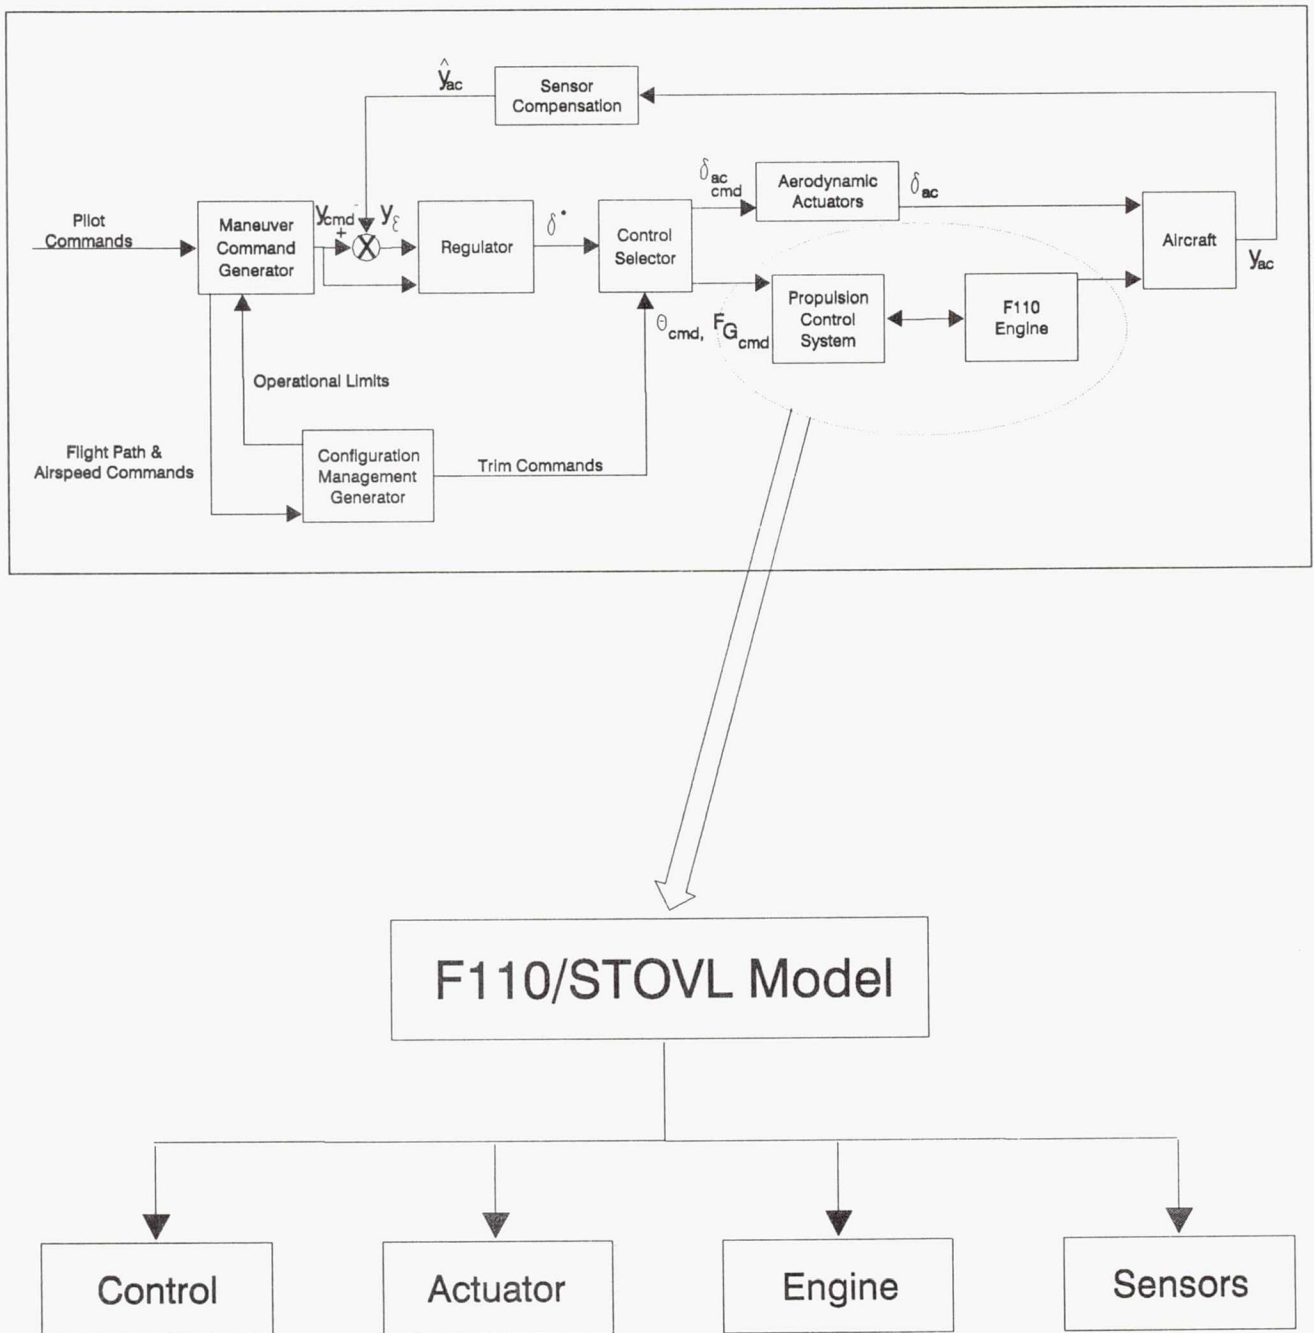 ŷac
Sensor
Compensation
Pilot
Commands
Maneuver
Command
Generator
ycmd
-
+
X
yε
Regulator
δ*
Control
Selector
δac
cmd
Aerodynamic
Actuators
δac
Aircraft
yac
θcmd, FGcmd
Propulsion
Control
System
F110
Engine
Operational Limits
Flight Path &
Airspeed Commands
Configuration
Management
Generator
Trim Commands
F110/STOVL Model
Control
Actuator
Engine
Sensors